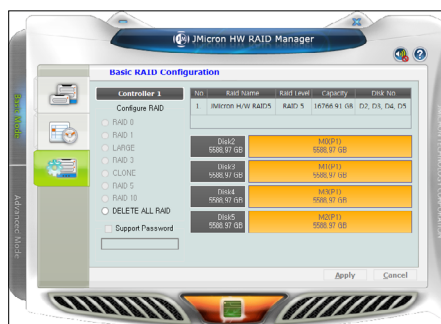 JMicron HW RAID Manager
Basic RAID Configuration
Basic Mode
Advanced Mode
Controller 1
Configure RAID
RAID 0
RAID 1
LARGE
RAID 3
CLONE
RAID 5
RAID 10
DELETE ALL RAID
Support Password
No Raid Name Raid Level Capacity Disk No.
1 JMicron H/W RAID5 RAID 5 16766.91 GB D2, D3, D4, D5
Disk2
5588.97 GB
M0(P1)
5588.97 GB
Disk3
5588.97 GB
M1(P1)
5588.97 GB
Disk4
5588.97 GB
M3(P1)
5588.97 GB
Disk5
5588.97 GB
M2(P1)
5588.97 GB
Apply Cancel